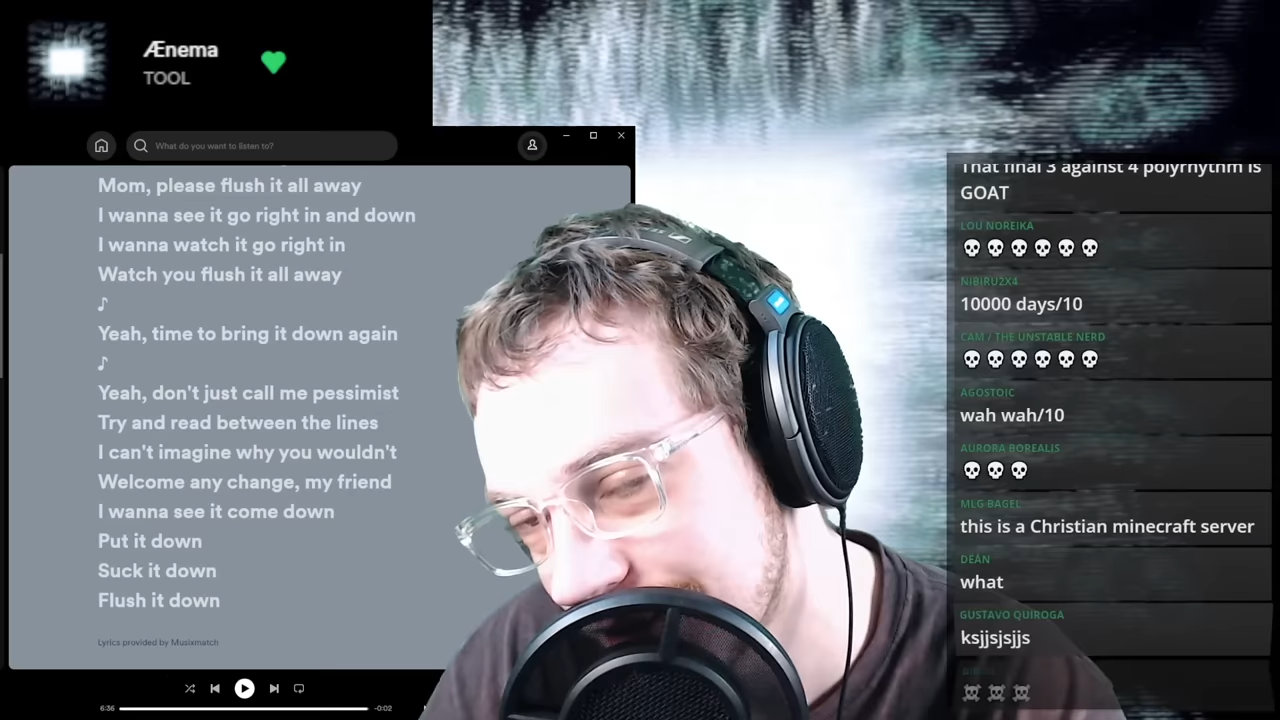 Ænema
TOOL
What do you want to listen to?
Mom, please flush it all away
I wanna see it go right in and down
I wanna watch it go right in
Watch you flush it all away
♪
Yeah, time to bring it down again
♪
Yeah, don't just call me pessimist
Try and read between the lines
I can't imagine why you wouldn't
Welcome any change, my friend
I wanna see it come down
Put it down
Suck it down
Flush it down
Lyrics provided by Musixmatch
6:36
-0:02
That final 3 against 4 polyrhythm is
GOAT
LOU NOREIKA
💀💀💀💀💀💀
NIBIRU2X4
10000 days/10
CAM / THE UNSTABLE NERD
💀💀💀💀💀💀
AGOSTOIC
wah wah/10
AURORA BOREALIS
💀💀💀
MLG BAGEL
this is a Christian minecraft server
DEÄN
what
GUSTAVO QUIROGA
ksjjsjsjjs
☠☠☠